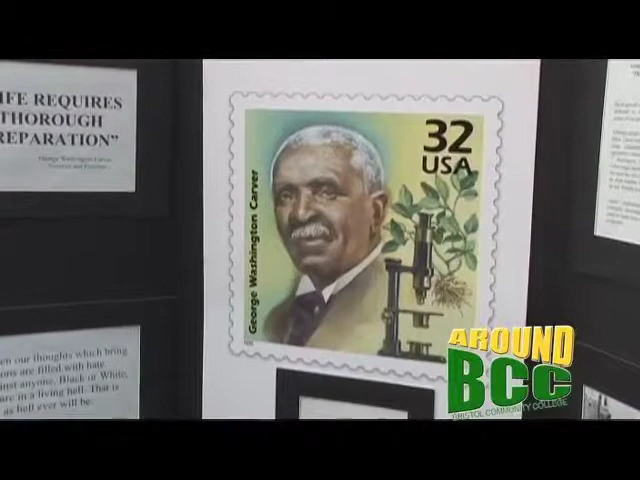 IFE REQUIRES
THOROUGH
REPARATION"
George Washington Carver
32
USA
George Washington Carver
en our thoughts which bring
ons are filled with hate
inst anyone, Black or White,
are in a living hell. That is
as hell ever will be.
AROUND
BCC
BRISTOL COMMUNITY COLLEGE